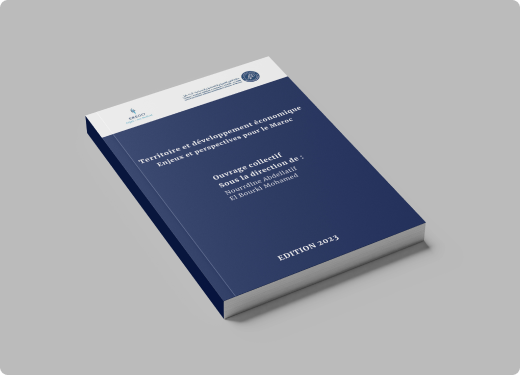 Territoire et développement économique
Enjeux et perspectives pour le Maroc
Ouvrage collectif
Sous la direction de :
Nourrdine Abdellatif
El Bourki Mohamed
EDITION 2023